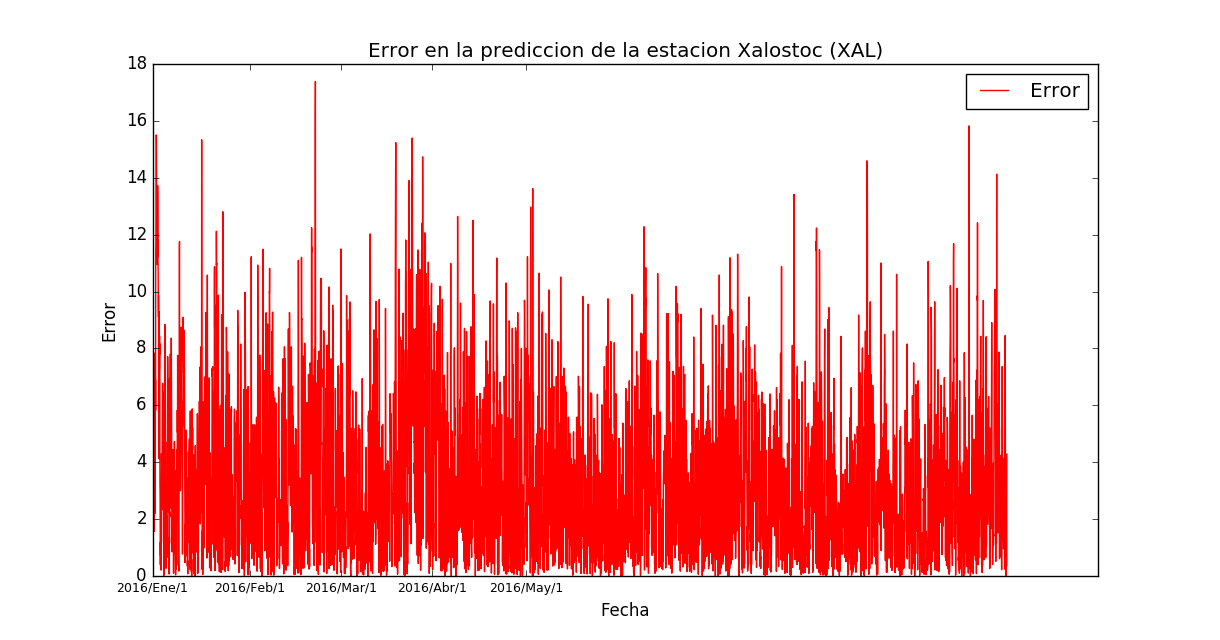 Error en la prediccion de la estacion Xalostoc (XAL)
18
16
14
12
10
8
6
4
2
0
Error
Error
2016/Ene/1
2016/Feb/1
2016/Mar/1
2016/Abr/1
2016/May/1
Fecha